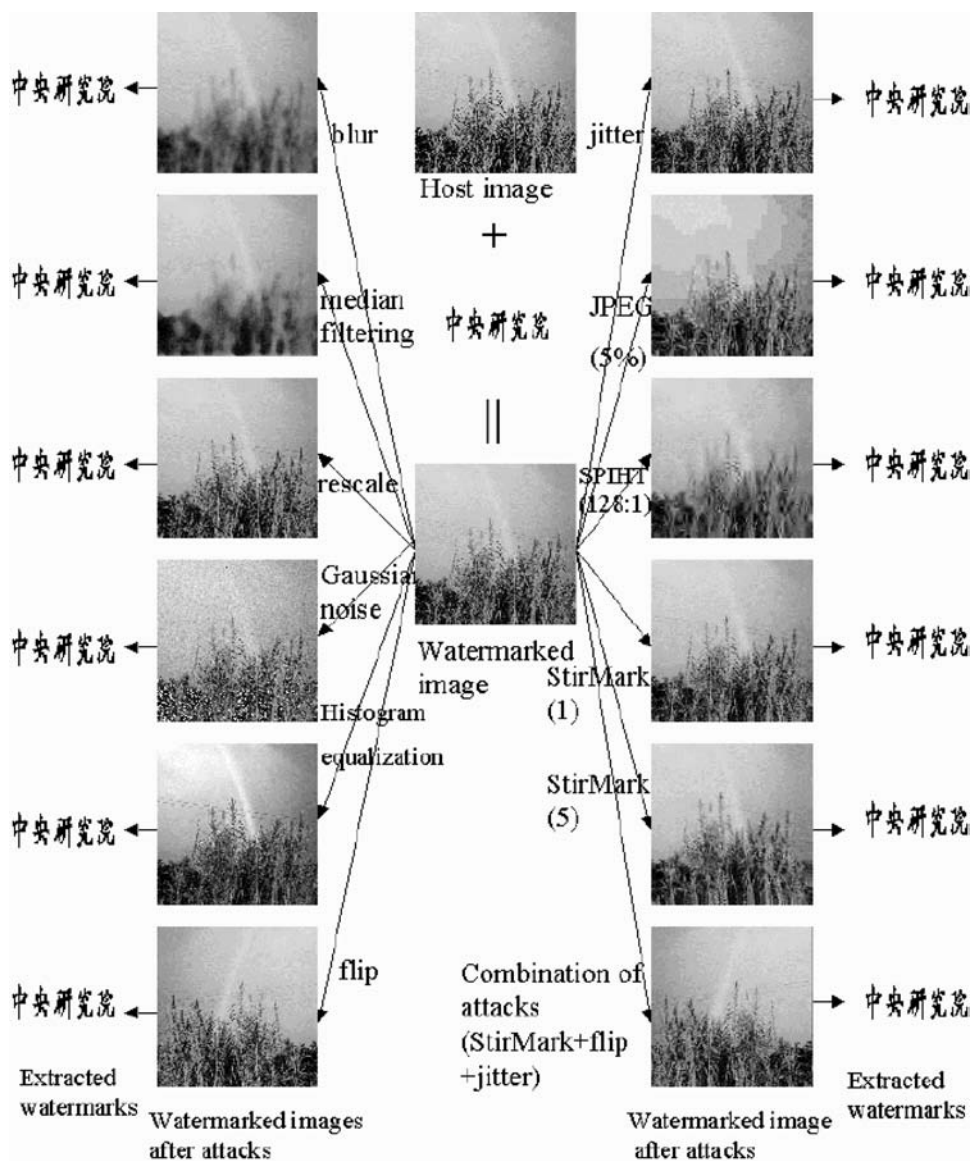 中央研究院
blur
Host image
jitter
中央研究院
+
中央研究院
median
filtering
中央研究院
JPEG
(5%)
中央研究院
||
中央研究院
rescale
SPIHT
(128:1)
中央研究院
中央研究院
Gaussian
noise
Watermarked
image
StirMark
(1)
中央研究院
中央研究院
Histogram
equalization
StirMark
(5)
中央研究院
中央研究院
flip
Combination of
attacks
(StirMark+flip
+jitter)
中央研究院
Extracted
watermarks
Watermarked images
after attacks
Watermarked image
after attacks
Extracted
watermarks